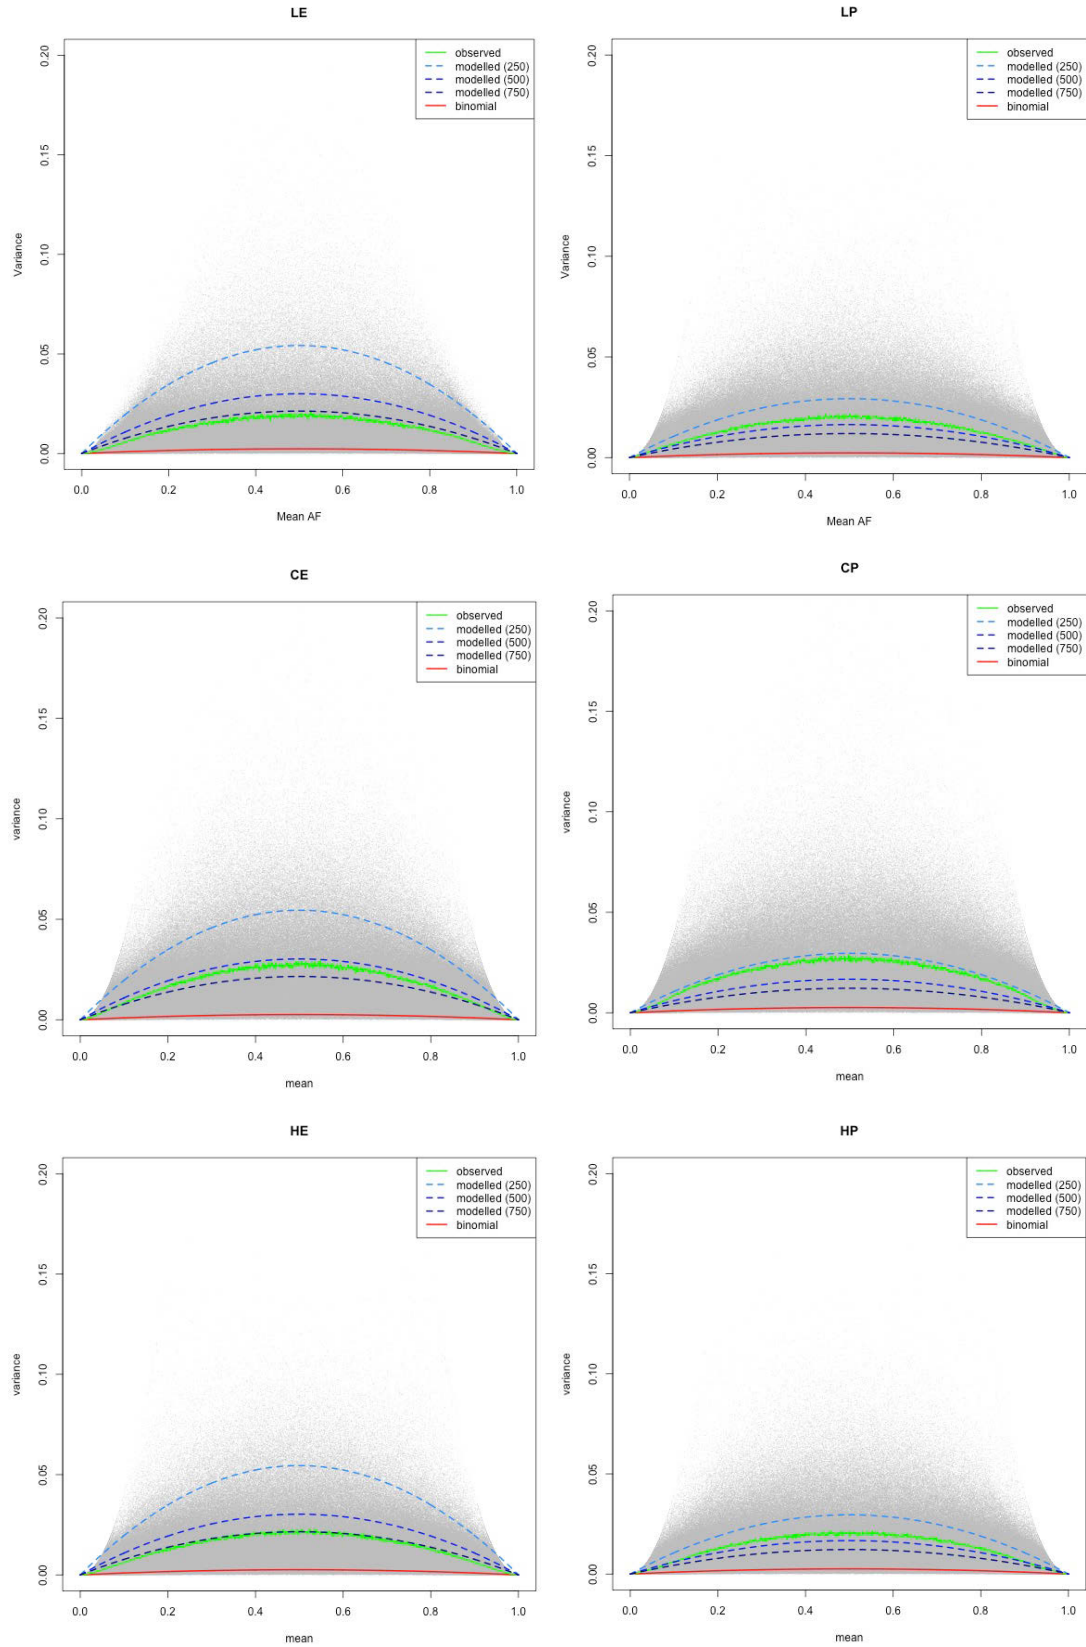 LE
observed
modelled (250)
modelled (500)
modelled (750)
binomial
Variance
0.20
0.15
0.10
0.05
0.00
0.0 0.2 0.4 0.6 0.8 1.0
Mean AF
LP
observed
modelled (250)
modelled (500)
modelled (750)
binomial
Variance
0.20
0.15
0.10
0.05
0.00
0.0 0.2 0.4 0.6 0.8 1.0
Mean AF
CE
observed
modelled (250)
modelled (500)
modelled (750)
binomial
variance
0.20
0.15
0.10
0.05
0.00
0.0 0.2 0.4 0.6 0.8 1.0
mean
CP
observed
modelled (250)
modelled (500)
modelled (750)
binomial
variance
0.20
0.15
0.10
0.05
0.00
0.0 0.2 0.4 0.6 0.8 1.0
mean
HE
observed
modelled (250)
modelled (500)
modelled (750)
binomial
variance
0.20
0.15
0.10
0.05
0.00
0.0 0.2 0.4 0.6 0.8 1.0
mean
HP
observed
modelled (250)
modelled (500)
modelled (750)
binomial
variance
0.20
0.15
0.10
0.05
0.00
0.0 0.2 0.4 0.6 0.8 1.0
mean